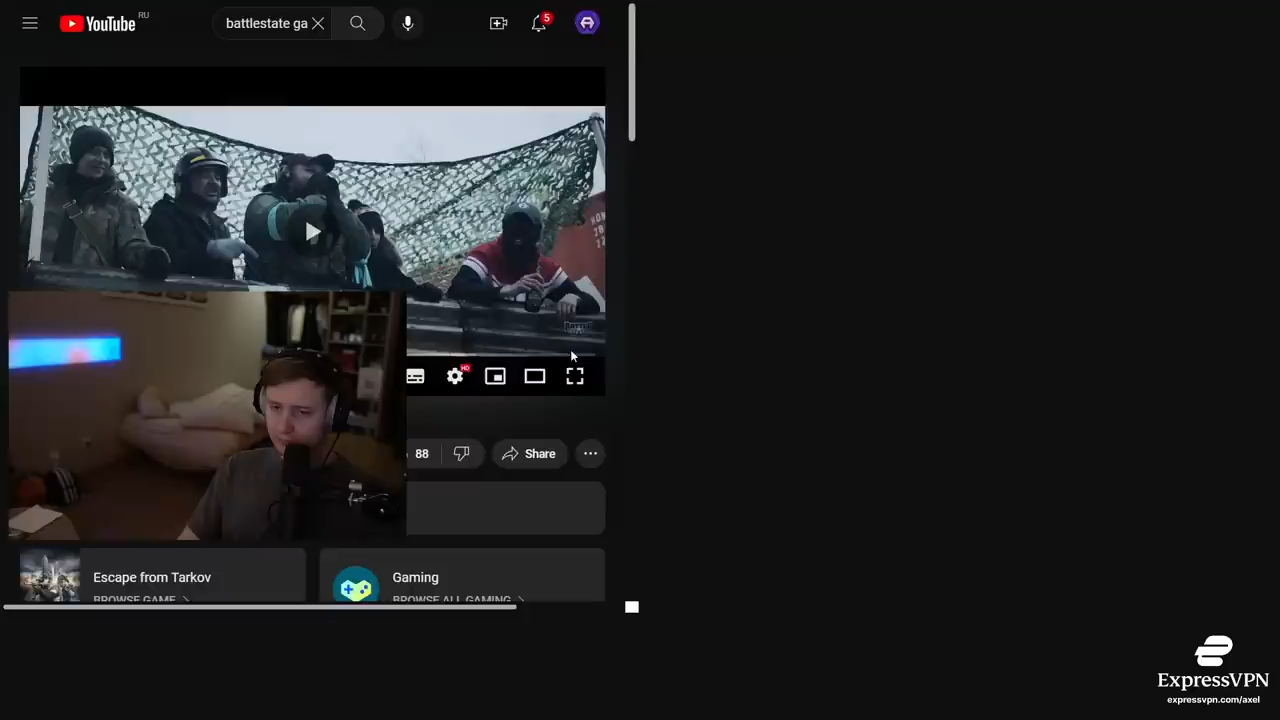 YouTube
RU
battlestate ga
5
HD
88
Share
Escape from Tarkov
BROWSE GAME
Gaming
BROWSE ALL GAMING
ExpressVPN
expressvpn.com/axel